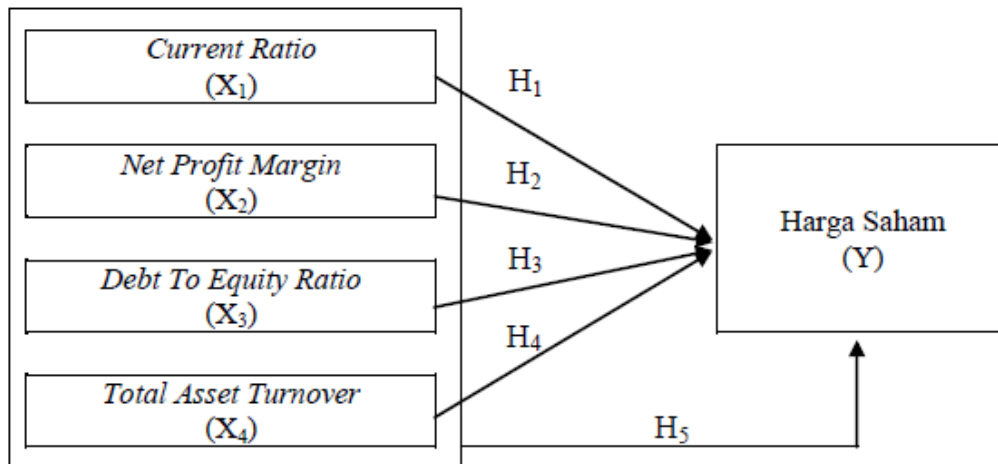 Current Ratio
(X₁)
H₁
Net Profit Margin
(X₂)
H₂
Harga Saham
(Y)
Debt To Equity Ratio
(X₃)
H₃
H₄
Total Asset Turnover
(X₄)
H₅